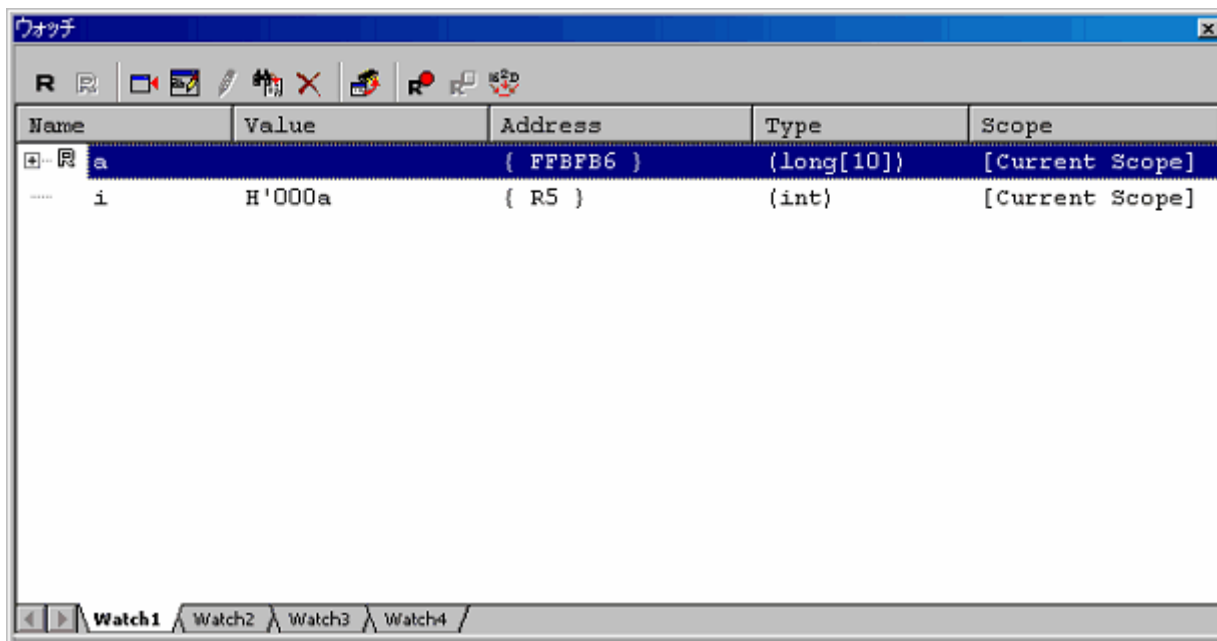 ウォッチ
Name Value Address Type Scope
a { FFBFB6 } (long[10]) [Current Scope]
i H'000a { R5 } (int) [Current Scope]
Watch1 Watch2 Watch3 Watch4